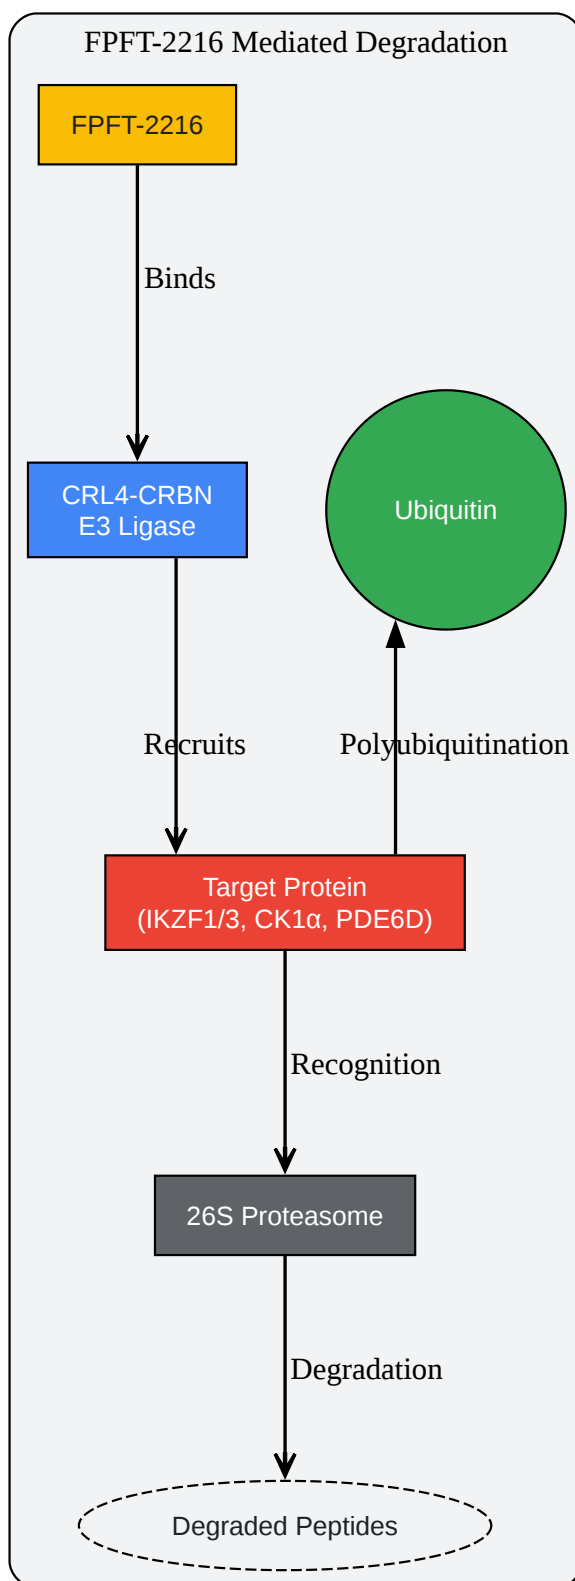 FPFT-2216 Mediated Degradation
FPFT-2216
Binds
CRL4-CRBN
E3 Ligase
Ubiquitin
Recruits
Polyubiquitination
Target Protein
(IKZF1/3, CK1α, PDE6D)
Recognition
26S Proteasome
Degradation
Degraded Peptides